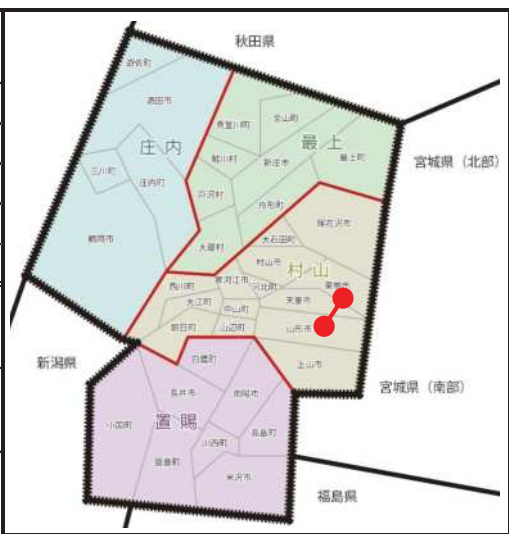 秋田県
遊佐町
酒田市
金山町
真室川町
庄内
最上
鮭川村
新庄市
最上町
宮城県（北部）
三川町
庄内町
戸沢村
舟形町
尾花沢市
鶴岡市
大蔵村
大石田町
村山市
村山
西川町
寒河江市
河北町
東根市
大江町
中山町
天童市
朝日町
山辺町
山形市
新潟県
白鷹町
上山市
宮城県（南部）
長井市
南陽市
小国町
置賜
高畠町
川西町
飯豊町
米沢市
福島県